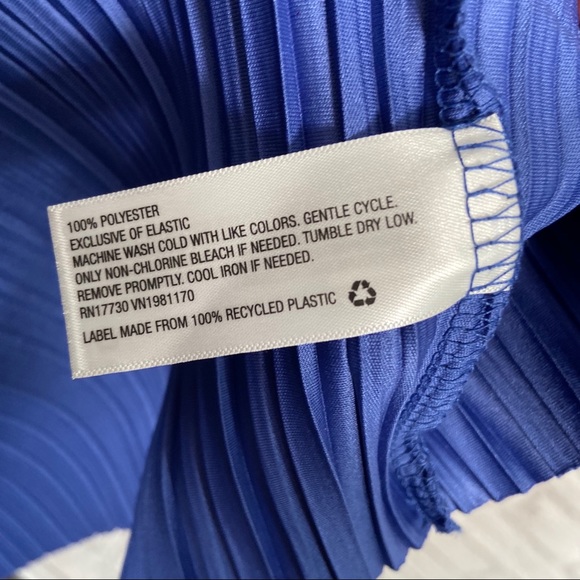 100% POLYESTER
EXCLUSIVE OF ELASTIC
MACHINE WASH COLD WITH LIKE COLORS. GENTLE CYCLE.
ONLY NON-CHLORINE BLEACH IF NEEDED. TUMBLE DRY LOW.
REMOVE PROMPTLY. COOL IRON IF NEEDED.
RN17730 VN1981170
LABEL MADE FROM 100% RECYCLED PLASTIC